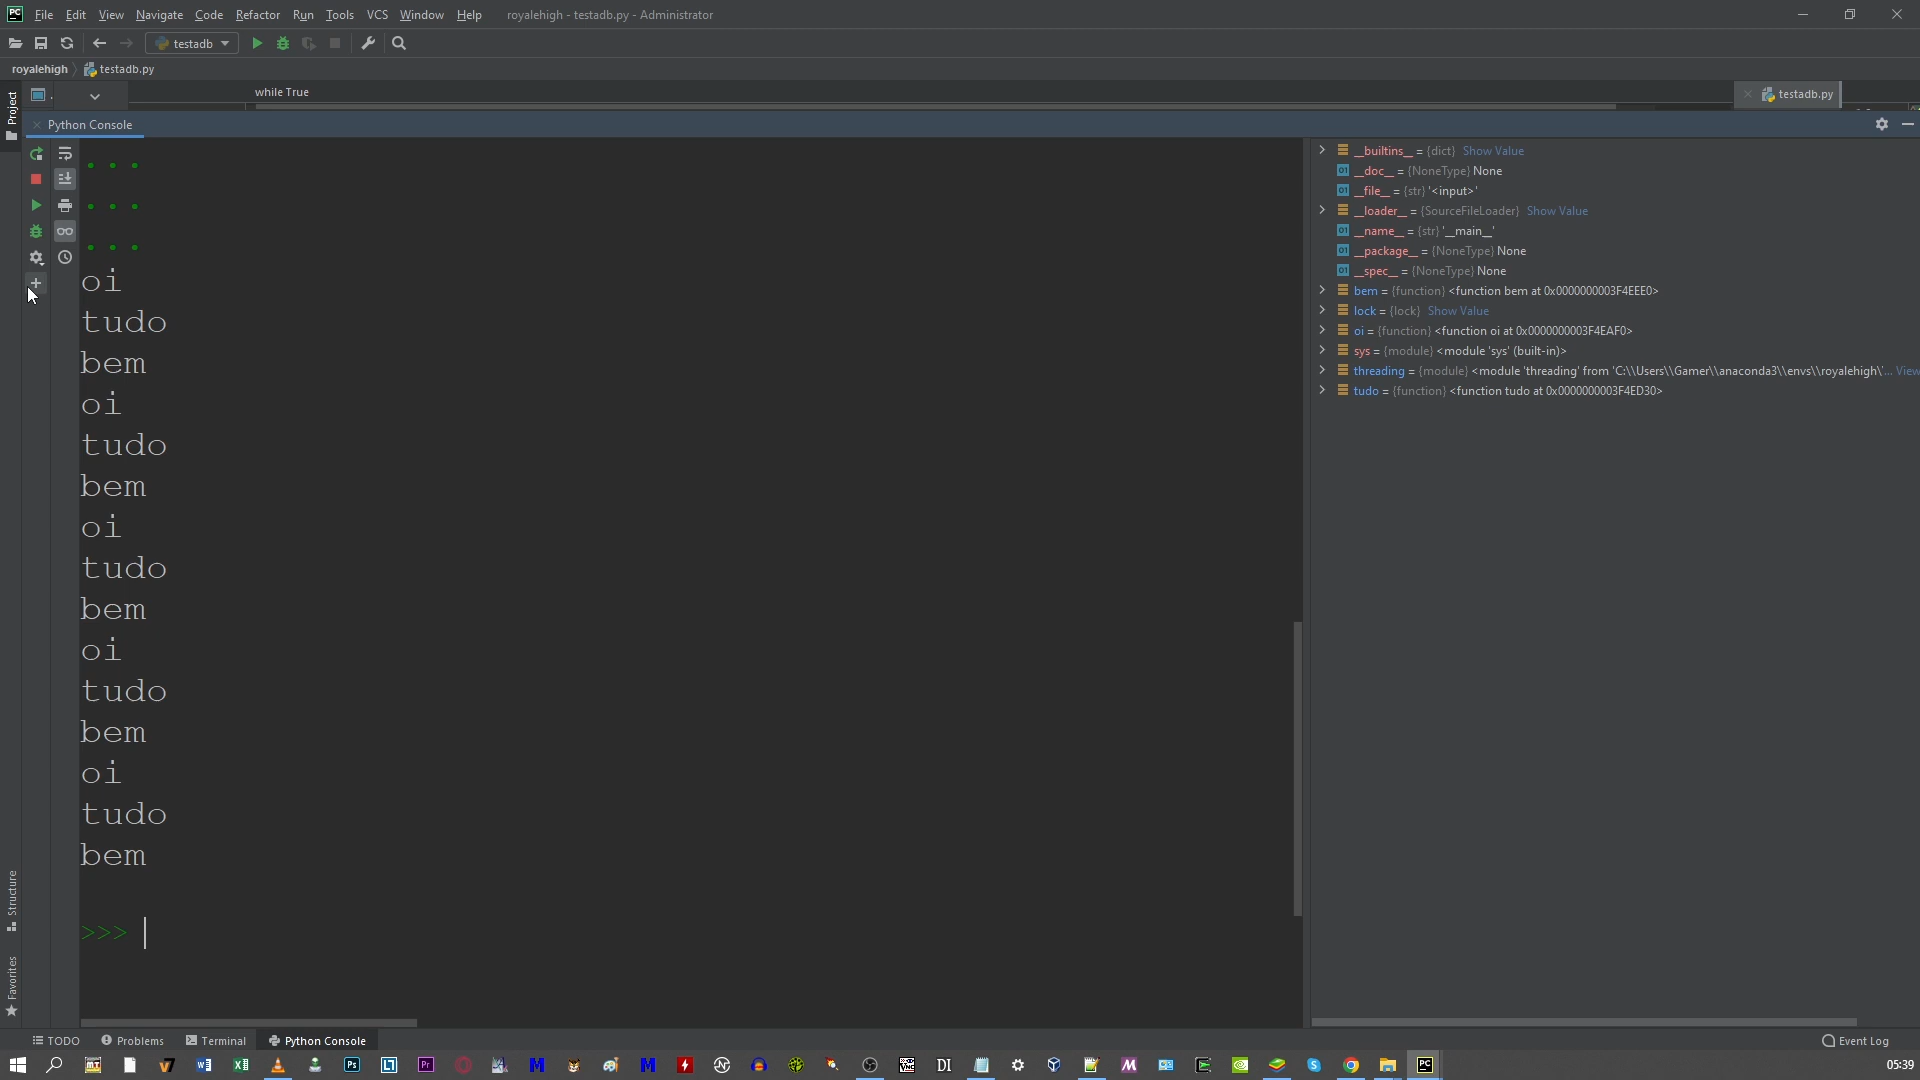 File Edit View Navigate Code Refactor Run Tools VCS Window Help royalehigh - testadb.py - Administrator
testadb
royalehigh testadb.py
while True testadb.py
Project
Python Console
. . .
. . .
. . .
oi
tudo
bem
oi
tudo
bem
oi
tudo
bem
oi
tudo
bem
oi
tudo
bem
>>>
__builtins__ = {dict} Show Value
__doc__ = {NoneType} None
__file__ = {str} '<input>'
__loader__ = {SourceFileLoader} Show Value
__name__ = {str} '__main__'
__package__ = {NoneType} None
__spec__ = {NoneType} None
bem = {function} <function bem at 0x0000000003F4EEE0>
lock = {lock} Show Value
oi = {function} <function oi at 0x0000000003F4EAF0>
sys = {module} <module 'sys' (built-in)>
threading = {module} <module 'threading' from 'C:\\Users\\Gamer\\anaconda3\\envs\\royalehigh\'... View
tudo = {function} <function tudo at 0x0000000003F4ED30>
Structure
Favorites
TODO Problems Terminal Python Console Event Log
05:39